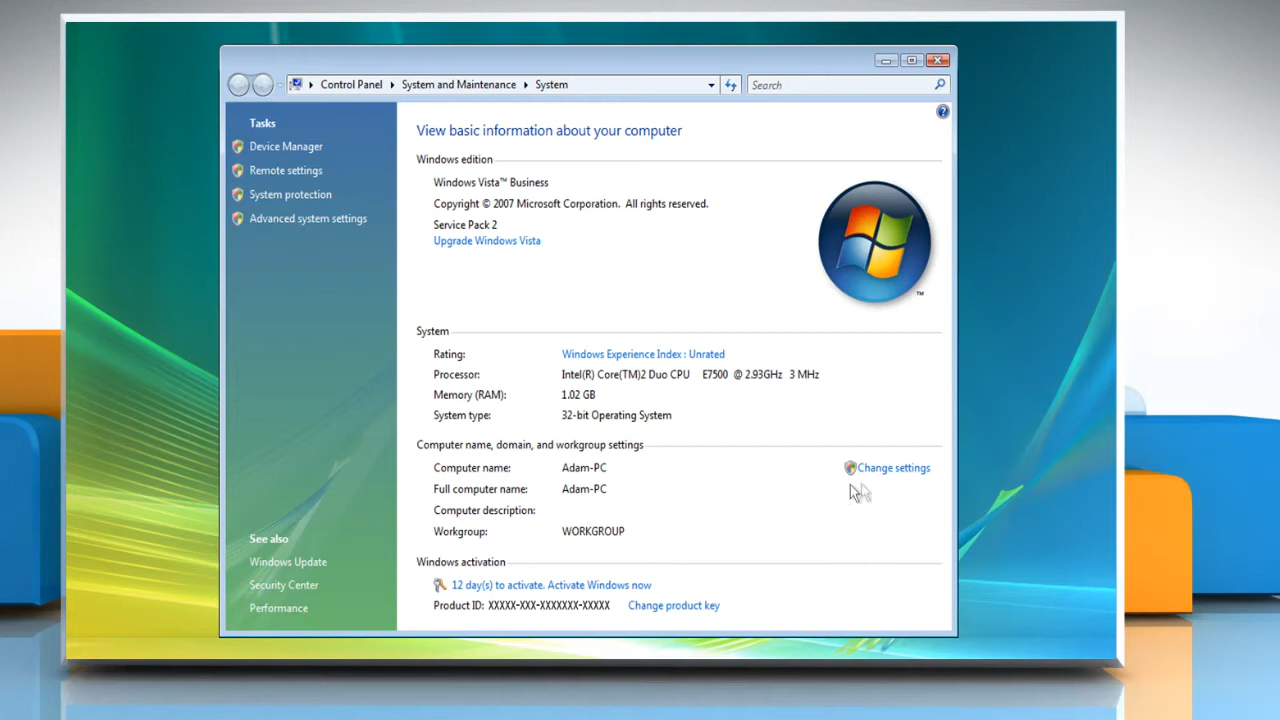 Control Panel System and Maintenance System
Search
Tasks
Device Manager
Remote settings
System protection
Advanced system settings
See also
Windows Update
Security Center
Performance
View basic information about your computer
Windows edition
Windows Vista™ Business
Copyright © 2007 Microsoft Corporation. All rights reserved.
Service Pack 2
Upgrade Windows Vista
TM
System
Rating: Windows Experience Index : Unrated
Processor: Intel(R) Core(TM)2 Duo CPU E7500 @ 2.93GHz 3 MHz
Memory (RAM): 1.02 GB
System type: 32-bit Operating System
Computer name, domain, and workgroup settings
Computer name: Adam-PC Change settings
Full computer name: Adam-PC
Computer description:
Workgroup: WORKGROUP
Windows activation
12 day(s) to activate. Activate Windows now
Product ID: XXXXX-XXX-XXXXXXX-XXXXX Change product key